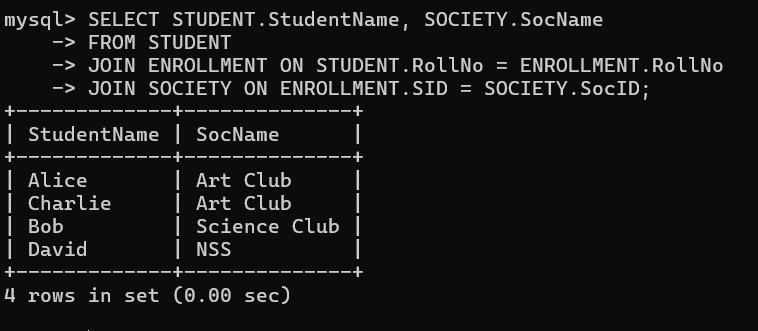 mysql> SELECT STUDENT.StudentName, SOCIETY.SocName
    -> FROM STUDENT
    -> JOIN ENROLLMENT ON STUDENT.RollNo = ENROLLMENT.RollNo
    -> JOIN SOCIETY ON ENROLLMENT.SID = SOCIETY.SocID;
+-------------+--------------+
| StudentName | SocName      |
+-------------+--------------+
| Alice       | Art Club     |
| Charlie     | Art Club     |
| Bob         | Science Club |
| David       | NSS          |
+-------------+--------------+
4 rows in set (0.00 sec)